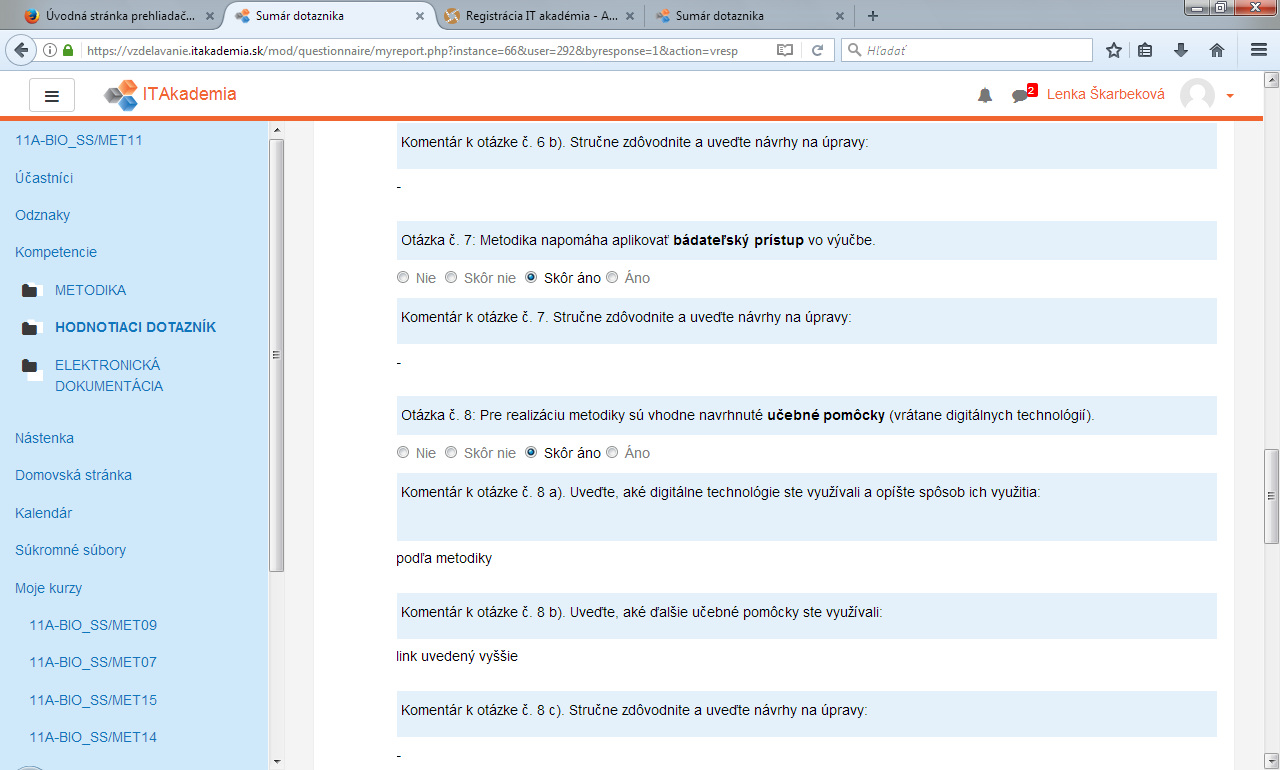 Úvodná stránka prehliadač...
Sumár dotaznika
Registrácia IT akadémia - A...
Sumár dotaznika
https://vzdelavanie.itakademia.sk/mod/questionnaire/myreport.php?instance=66&user=292&byresponse=1&action=vresp
Hľadať
ITAkademia
2
Lenka Škarbeková
11A-BIO_SS/MET11
Účastníci
Odznaky
Kompetencie
METODIKA
HODNOTIACI DOTAZNÍK
ELEKTRONICKÁ
DOKUMENTÁCIA
Nástenka
Domovská stránka
Kalendár
Súkromné súbory
Moje kurzy
11A-BIO_SS/MET09
11A-BIO_SS/MET07
11A-BIO_SS/MET15
11A-BIO_SS/MET14
Komentár k otázke č. 6 b). Stručne zdôvodnite a uveďte návrhy na úpravy:
-
Otázka č. 7: Metodika napomáha aplikovať bádateľský prístup vo výučbe.
Nie Skôr nie Skôr áno Áno
Komentár k otázke č. 7. Stručne zdôvodnite a uveďte návrhy na úpravy:
-
Otázka č. 8: Pre realizáciu metodiky sú vhodne navrhnuté učebné pomôcky (vrátane digitálnych technológií).
Nie Skôr nie Skôr áno Áno
Komentár k otázke č. 8 a). Uveďte, aké digitálne technológie ste využívali a opíšte spôsob ich využitia:
podľa metodiky
Komentár k otázke č. 8 b). Uveďte, aké ďalšie učebné pomôcky ste využívali:
link uvedený vyššie
Komentár k otázke č. 8 c). Stručne zdôvodnite a uveďte návrhy na úpravy:
-